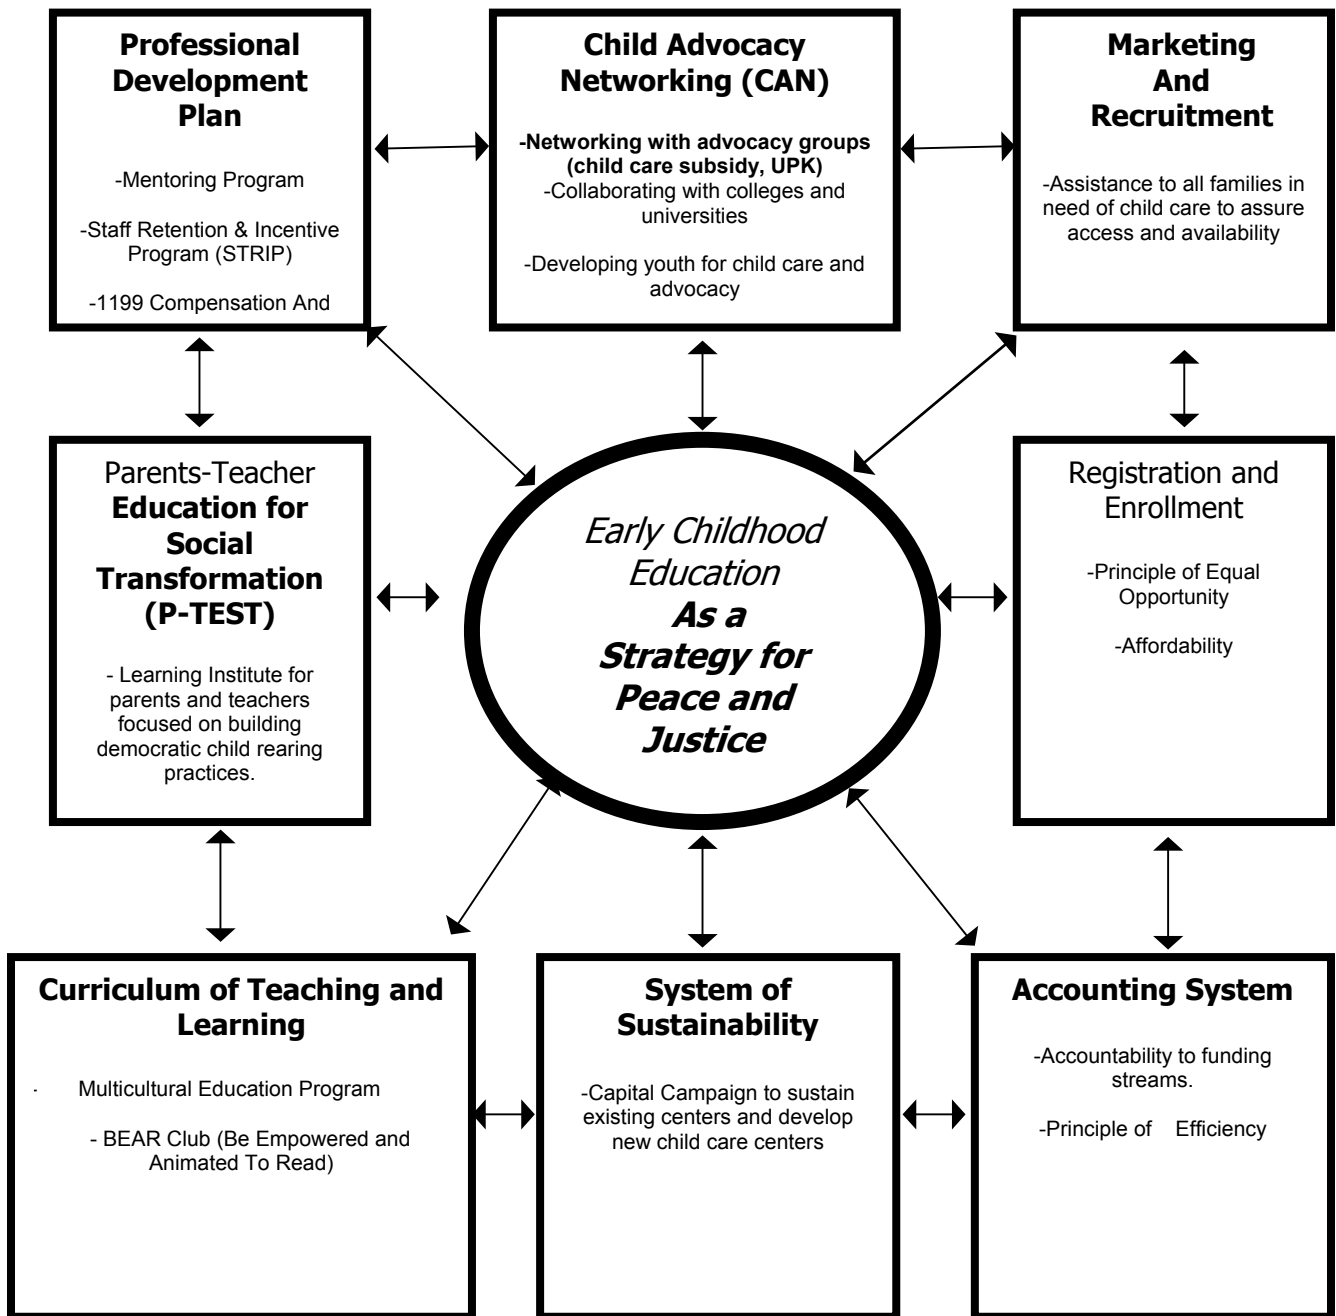 Professional
Development
Plan
-Mentoring Program
-Staff Retention & Incentive
Program (STRIP)
-1199 Compensation And
Child Advocacy
Networking (CAN)
-Networking with advocacy groups
(child care subsidy, UPK)
-Collaborating with colleges and
universities
-Developing youth for child care and
advocacy
Marketing
And
Recruitment
-Assistance to all families in
need of child care to assure
access and availability
Parents-Teacher
Education for
Social
Transformation
(P-TEST)
- Learning Institute for
parents and teachers
focused on building
democratic child rearing
practices.
Early Childhood
Education
As a
Strategy for
Peace and
Justice
Registration and
Enrollment
-Principle of Equal
Opportunity
-Affordability
Curriculum of Teaching and
Learning
- Multicultural Education Program
- BEAR Club (Be Empowered and
Animated To Read)
System of
Sustainability
-Capital Campaign to sustain
existing centers and develop
new child care centers
Accounting System
-Accountability to funding
streams.
-Principle of Efficiency